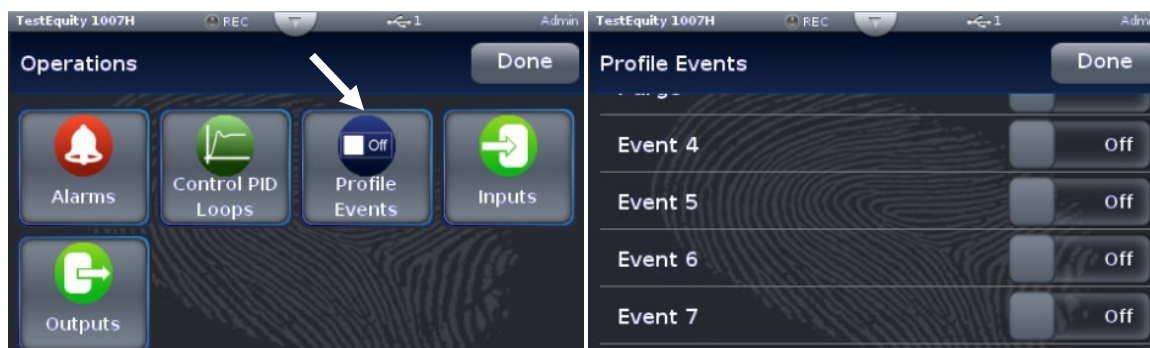 TestEquity 1007H REC 1 Admin
Operations Done
Alarms
Control PID
Loops
Off
Profile
Events
Inputs
Outputs
TestEquity 1007H REC 1 Admi
Profile Events Done
Event 4 Off
Event 5 Off
Event 6 Off
Event 7 Off